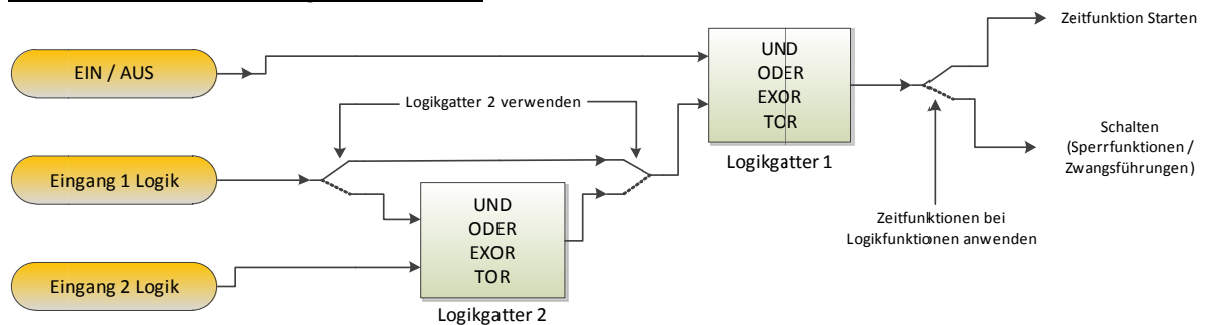 Zeitfunktion Starten
EIN / AUS
UND
ODER
EXOR
TOR
Logikgatter 1
Logikgatter 2 verwenden
Schalten
(Sperrfunktionen /
Zwangsführungen)
Eingang 1 Logik
UND
ODER
EXOR
TOR
Logikgatter 2
Zeitfunktionen bei
Logikfunktionen anwenden
Eingang 2 Logik